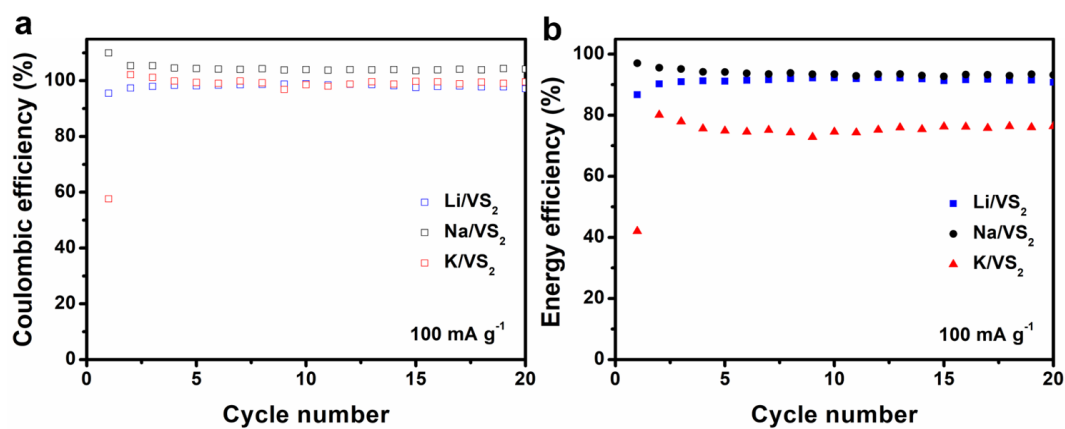 a
Coulombic efficiency (%)
100
80
60
40
20
0
0
5
10
15
20
Cycle number
Li/VS₂
Na/VS₂
K/VS₂
100 mA g⁻¹
b
Energy efficiency (%)
100
80
60
40
20
0
0
5
10
15
20
Cycle number
Li/VS₂
Na/VS₂
K/VS₂
100 mA g⁻¹